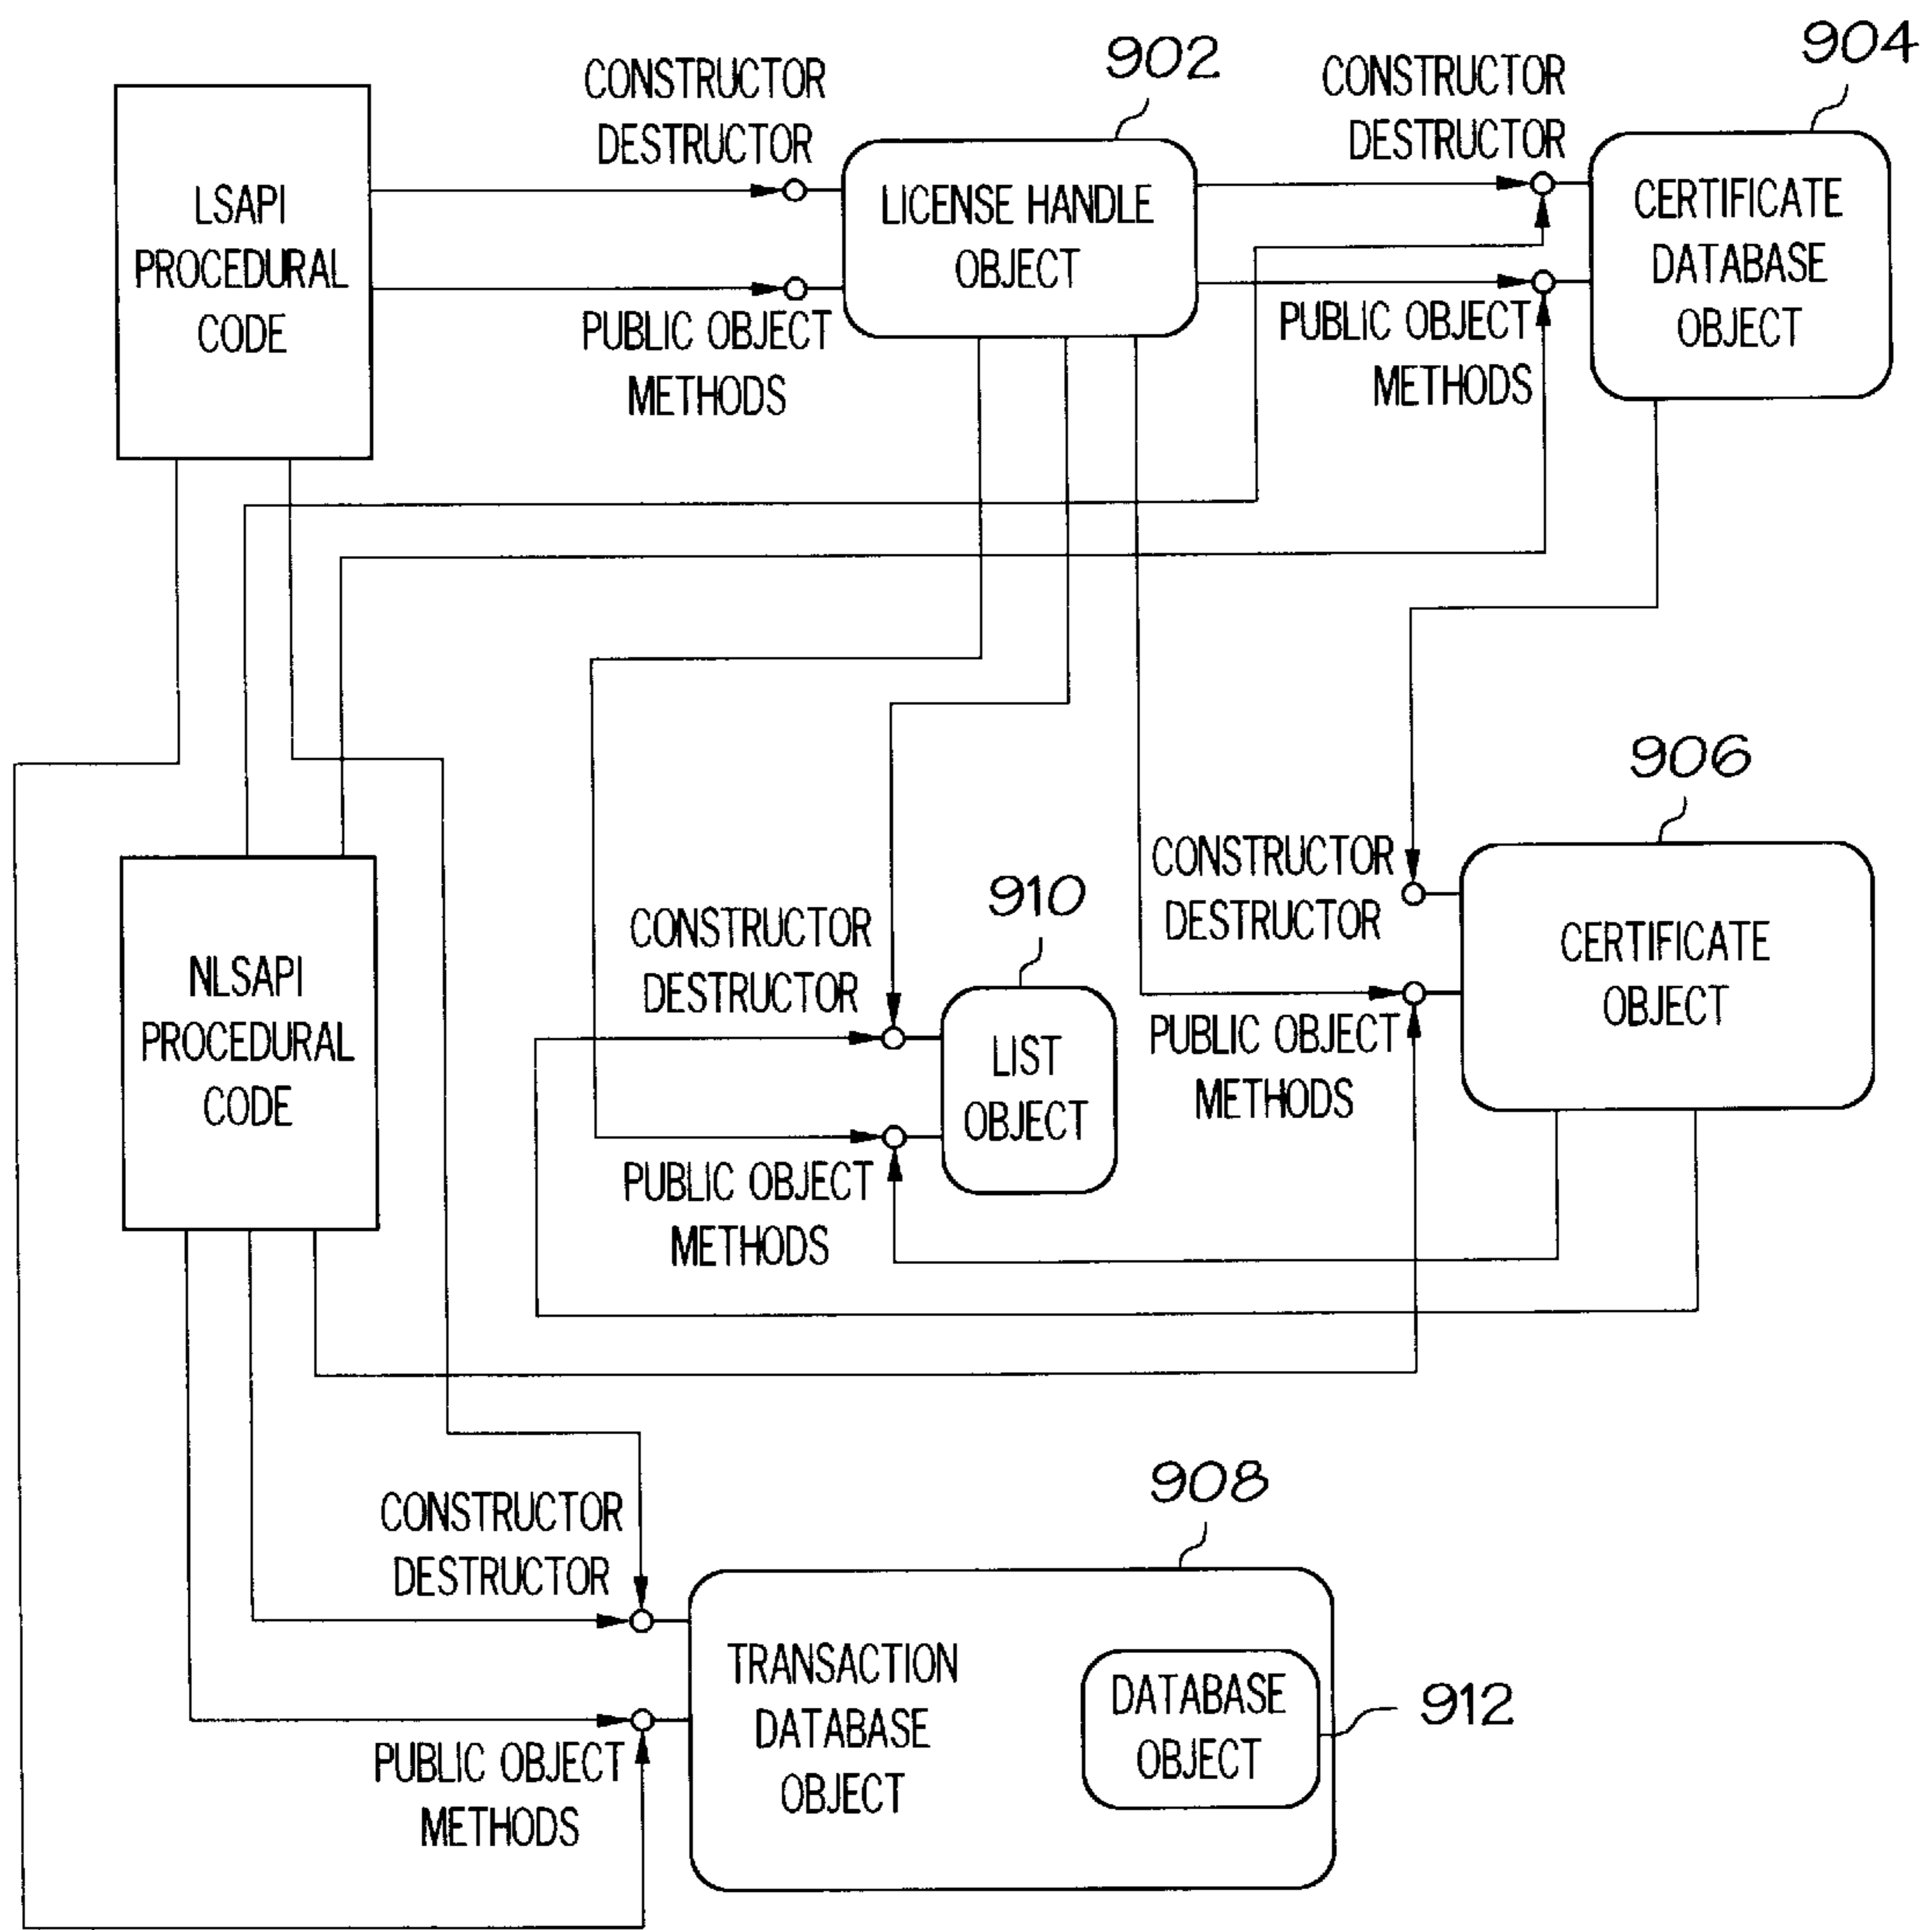 902
904
CONSTRUCTOR
DESTRUCTOR
CONSTRUCTOR
DESTRUCTOR
LSAPI
PROCEDURAL
CODE
LICENSE HANDLE
OBJECT
CERTIFICATE
DATABASE
OBJECT
PUBLIC OBJECT
METHODS
PUBLIC OBJECT
METHODS
906
CONSTRUCTOR
DESTRUCTOR
910
CONSTRUCTOR
DESTRUCTOR
CERTIFICATE
OBJECT
NLSAPI
PROCEDURAL
CODE
LIST
OBJECT
PUBLIC OBJECT
METHODS
PUBLIC OBJECT
METHODS
908
CONSTRUCTOR
DESTRUCTOR
TRANSACTION
DATABASE
OBJECT
DATABASE
OBJECT
912
PUBLIC OBJECT
METHODS